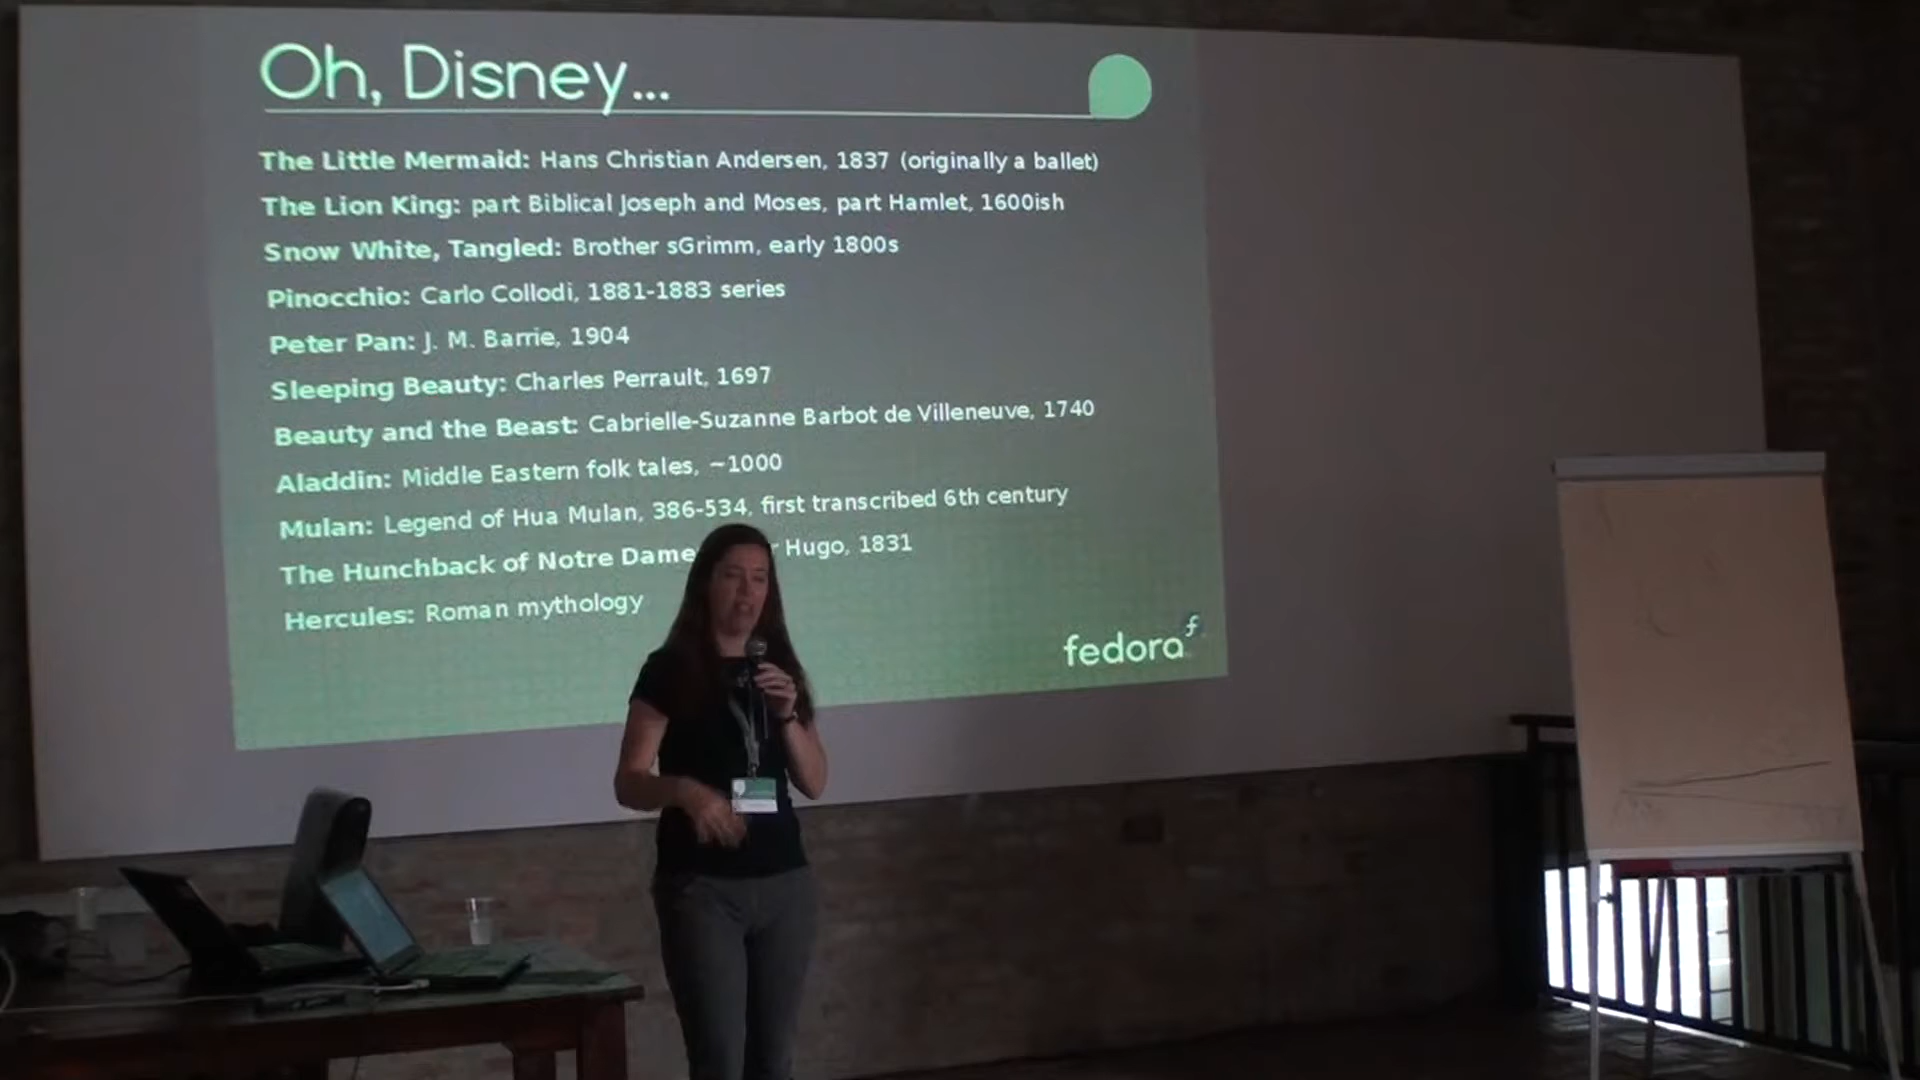 Oh, Disney...
The Little Mermaid: Hans Christian Andersen, 1837 (originally a ballet)
The Lion King: part Biblical Joseph and Moses, part Hamlet, 1600ish
Snow White, Tangled: Brother sGrimm, early 1800s
Pinocchio: Carlo Collodi, 1881-1883 series
Peter Pan: J. M. Barrie, 1904
Sleeping Beauty: Charles Perrault, 1697
Beauty and the Beast: Cabrielle-Suzanne Barbot de Villeneuve, 1740
Aladdin: Middle Eastern folk tales, ~1000
Mulan: Legend of Hua Mulan, 386-534, first transcribed 6th century
The Hunchback of Notre Dame Hugo, 1831
Hercules: Roman mythology
fedora